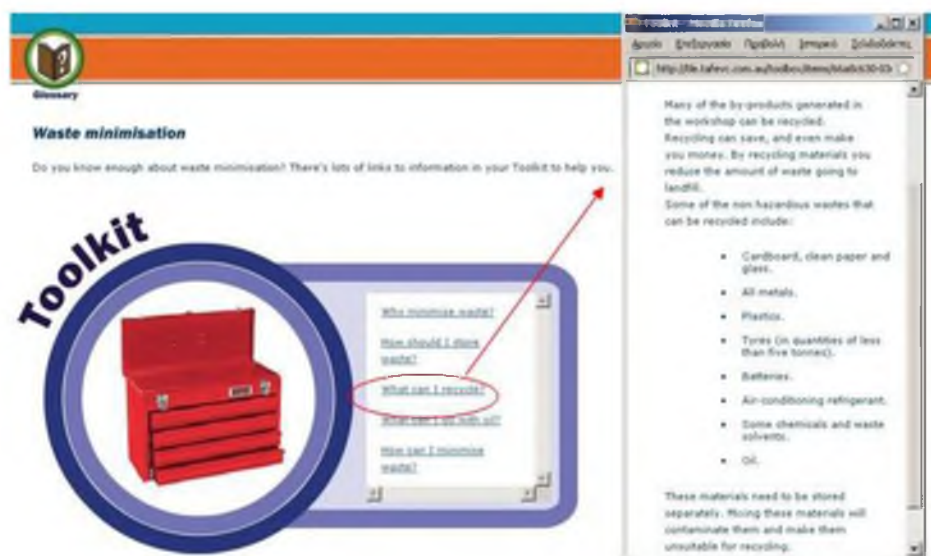 Glossary
Waste minimisation
Do you know enough about waste minimisation? There's lots of links to information in your Toolkit to help you.
Toolkit
Why minimise waste?
How should I store
waste?
What can I recycle?
What can I do with oil?
How can I minimise
waste?
Toolkit - Mozilla Firefox
Αρχείο Επεξεργασία Προβολή Ιστορικό Σελιδοδείκτες
Many of the by-products generated in
the workshop can be recycled.
Recycling can save, and even make
you money. By recycling materials you
reduce the amount of waste going to
landfill.
Some of the non hazardous wastes that
can be recycled include:
• Cardboard, clean paper and
glass.
• All metals.
• Plastics.
• Tyres (in quantities of less
than five tonnes).
• Batteries.
• Air-conditioning refrigerant.
• Some chemicals and waste
solvents.
• Oil.
These materials need to be stored
separately. Mixing these materials will
contaminate them and make them
unsuitable for recycling.